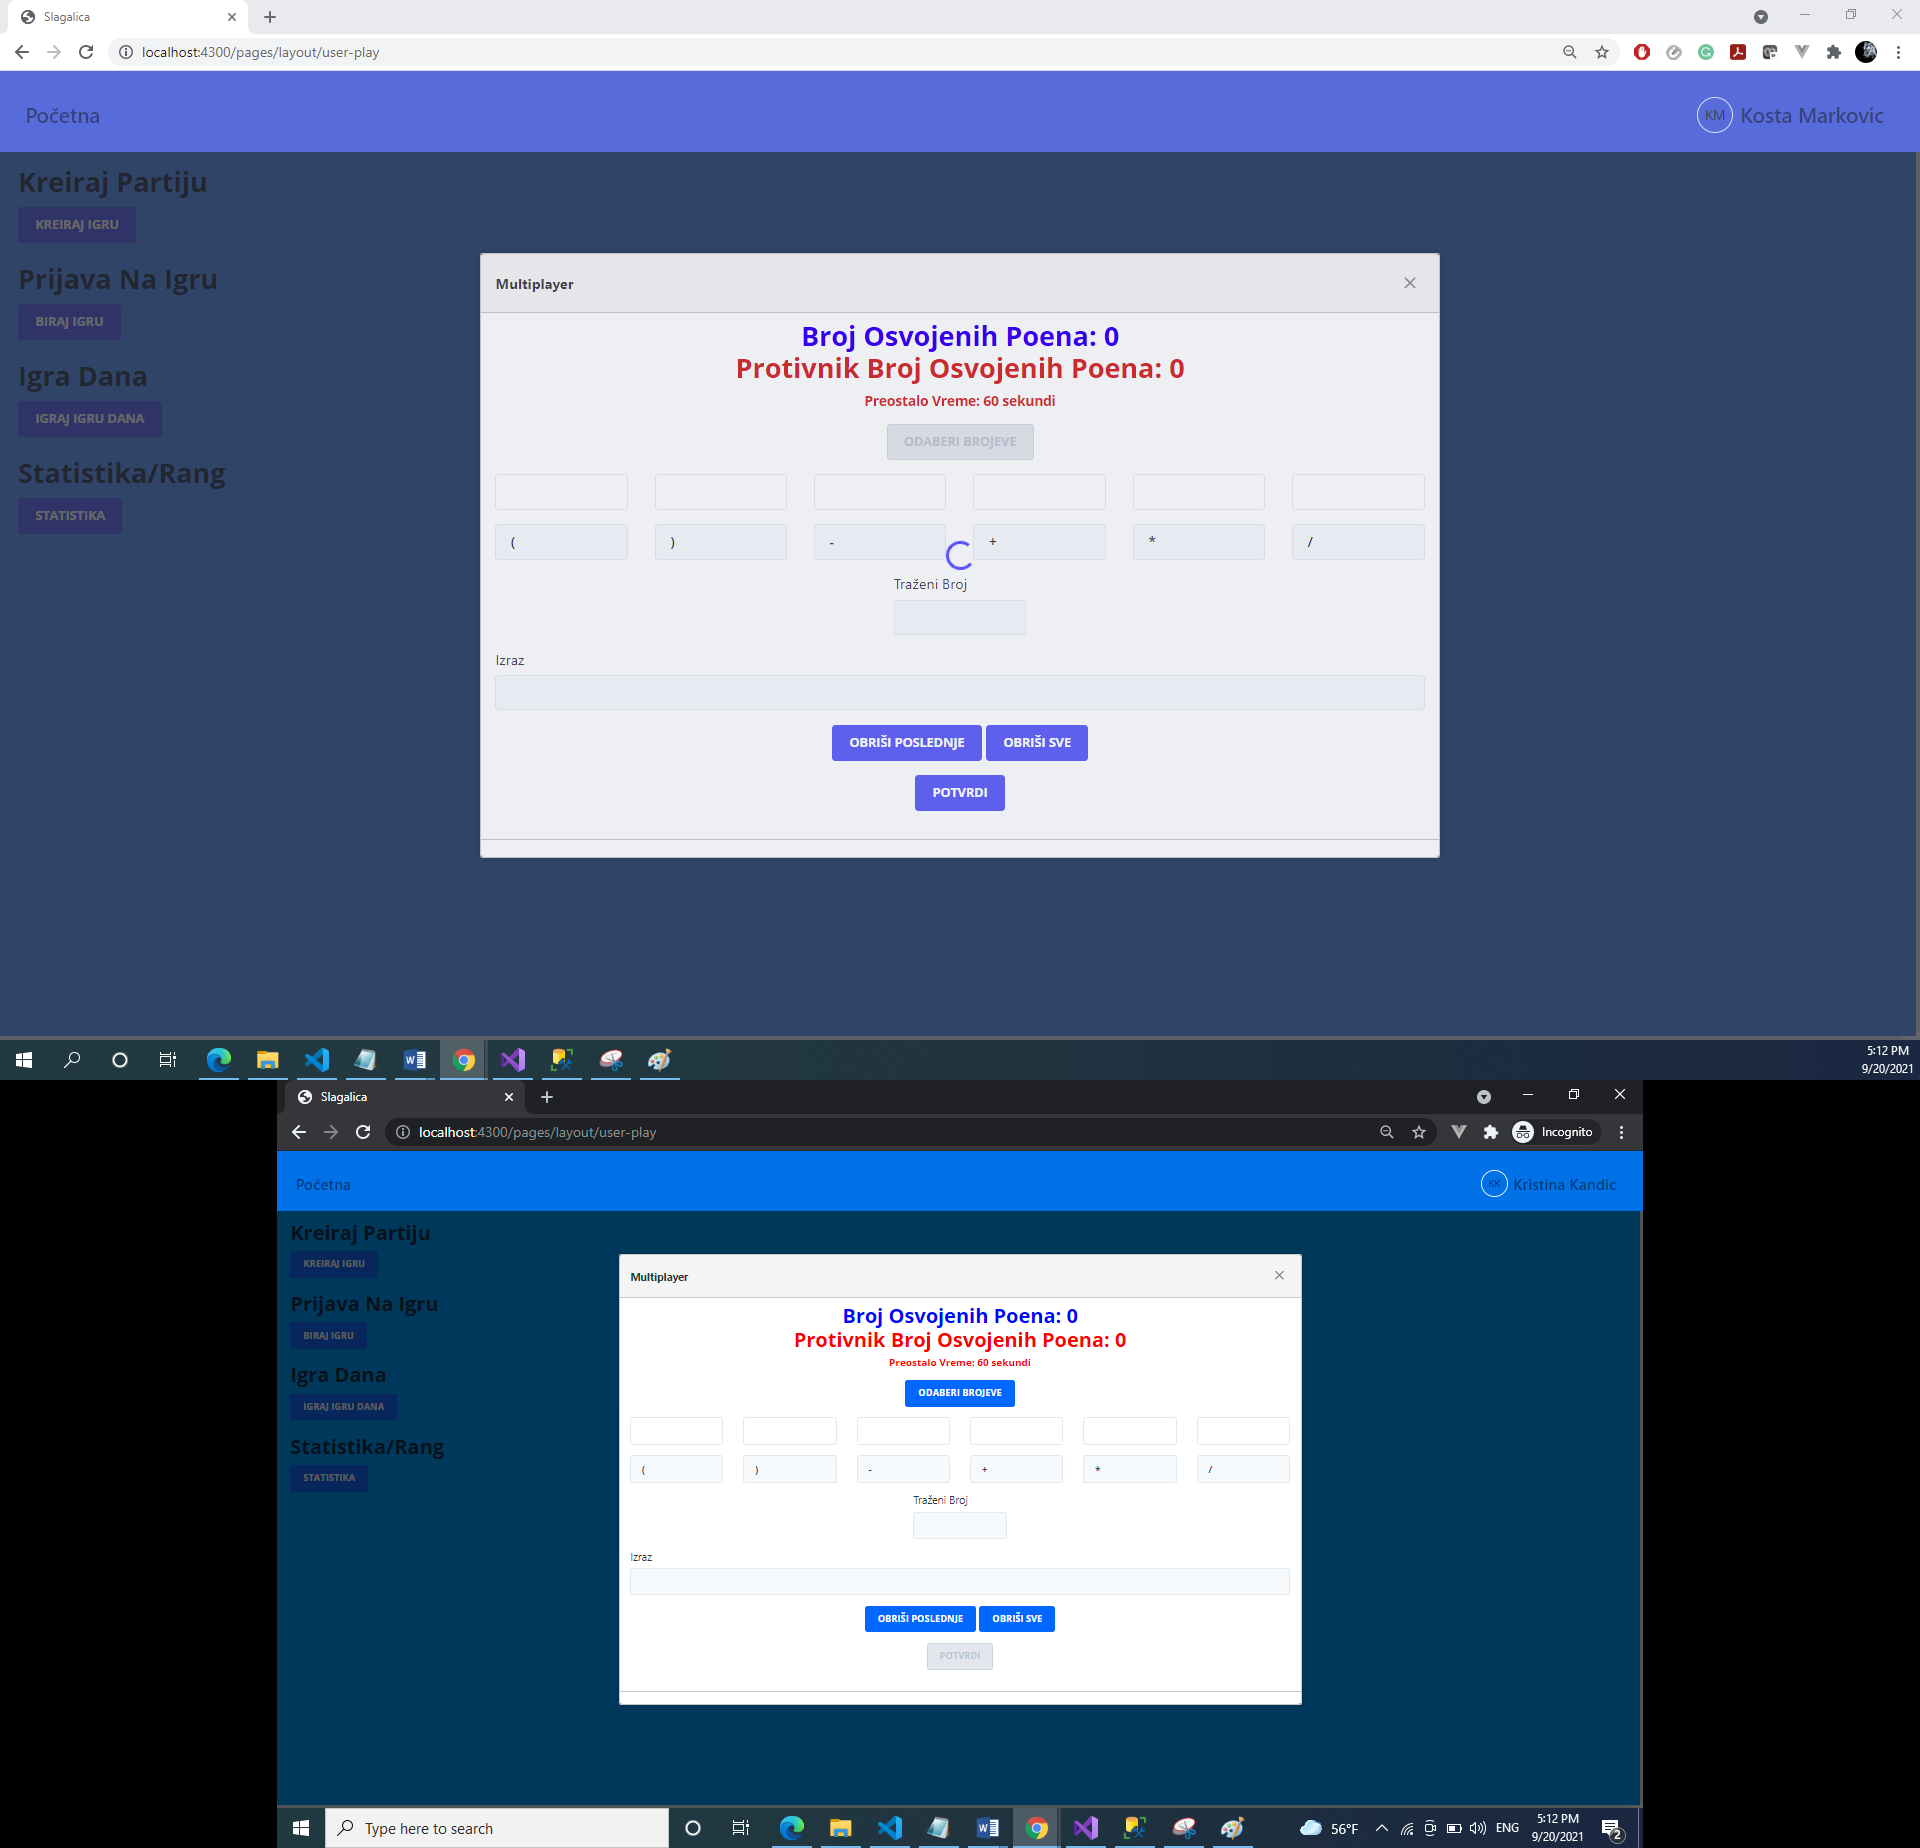 Slagalica
localhost:4300/pages/layout/user-play
Početna
KM Kosta Markovic
Kreiraj Partiju
KREIRAJ IGRU
Prijava Na Igru
BIRAJ IGRU
Igra Dana
IGRAJ IGRU DANA
Statistika/Rang
STATISTIKA
Multiplayer
Broj Osvojenih Poena: 0
Protivnik Broj Osvojenih Poena: 0
Preostalo Vreme: 60 sekundi
ODABERI BROJEVE
( ) - + * /
Traženi Broj
Izraz
OBRIŠI POSLEDNJE OBRIŠI SVE
POTVRDI
5:12 PM
9/20/2021
Slagalica
localhost:4300/pages/layout/user-play
Incognito
Početna
KK Kristina Kandic
Kreiraj Partiju
KREIRAJ IGRU
Prijava Na Igru
BIRAJ IGRU
Igra Dana
IGRAJ IGRU DANA
Statistika/Rang
STATISTIKA
Multiplayer
Broj Osvojenih Poena: 0
Protivnik Broj Osvojenih Poena: 0
Preostalo Vreme: 60 sekundi
ODABERI BROJEVE
( ) - + * /
Traženi Broj
Izraz
OBRIŠI POSLEDNJE OBRIŠI SVE
POTVRDI
Type here to search
56°F
ENG
5:12 PM
9/20/2021
2